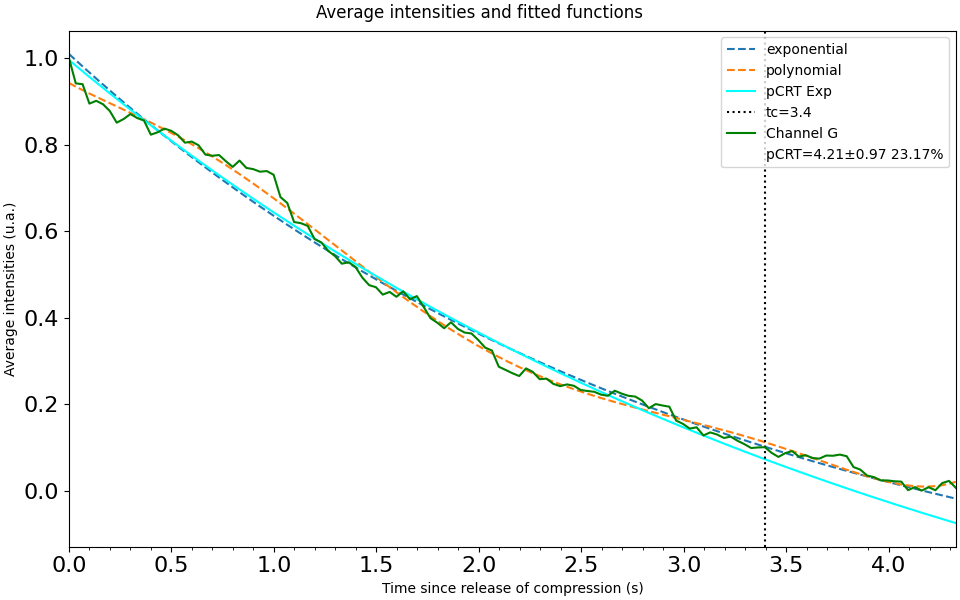 Average intensities and fitted functions
exponential
polynomial
pCRT Exp
tc=3.4
Channel G
pCRT=4.21±0.97 23.17%
Average intensities (u.a.)
1.0
0.8
0.6
0.4
0.2
0.0
0.0 0.5 1.0 1.5 2.0 2.5 3.0 3.5 4.0
Time since release of compression (s)